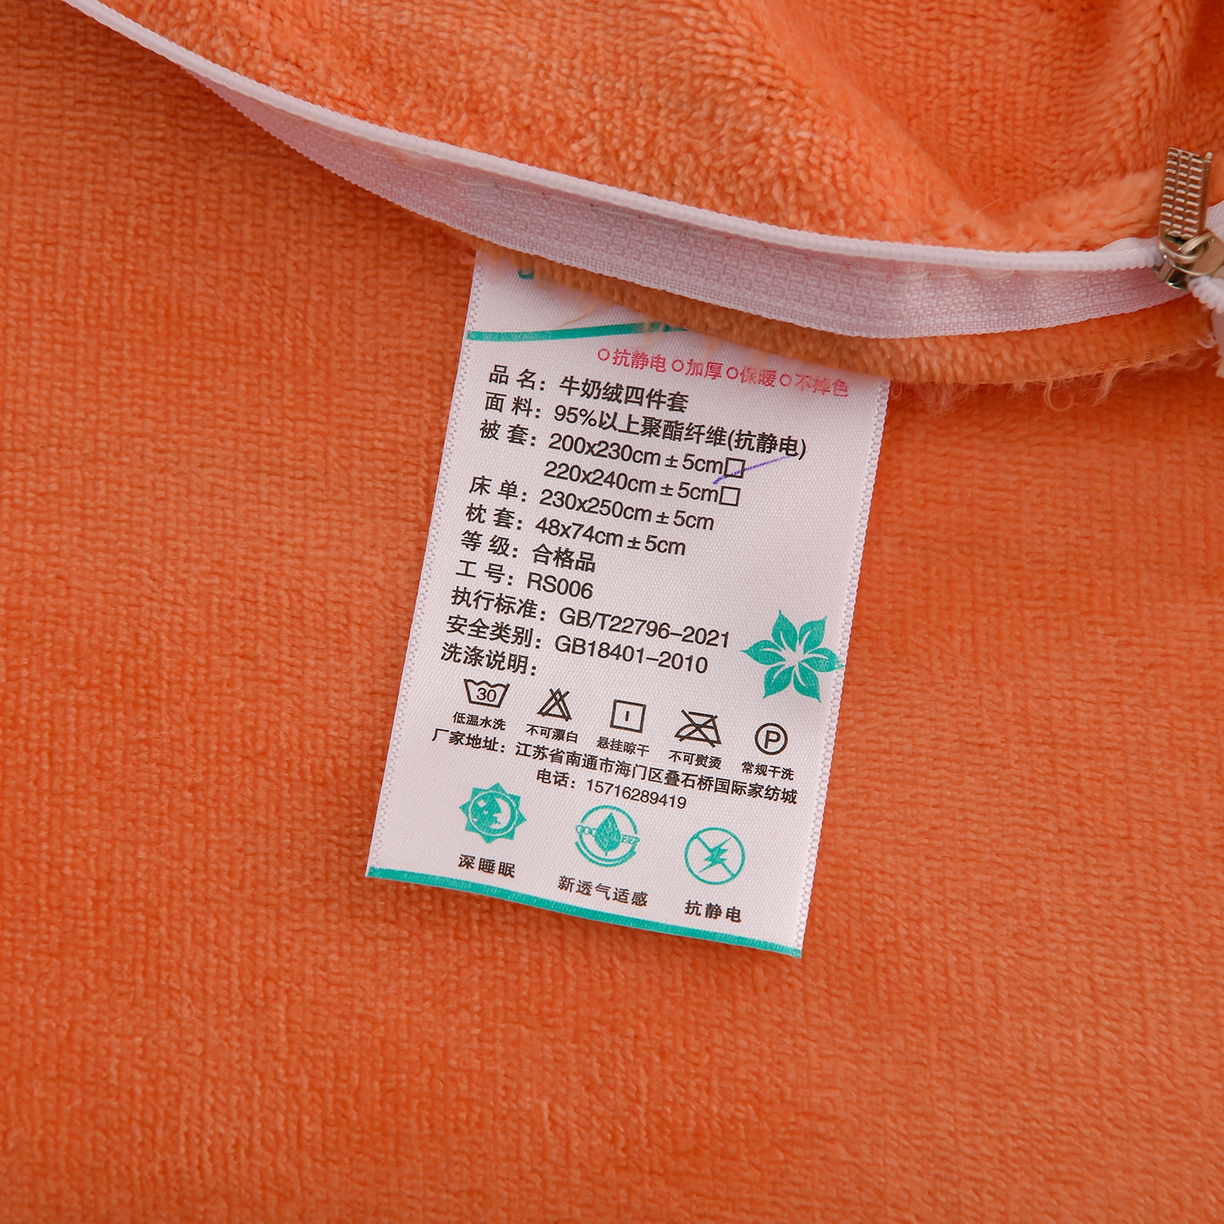 ○抗静电○加厚○保暖○不掉色
品 名：牛奶绒四件套
面 料：95%以上聚酯纤维(抗静电)
被 套：200x230cm±5cm□
220x240cm±5cm□
床 单：230x250cm±5cm
枕 套：48x74cm±5cm
等 级：合格品
工 号：RS006
执行标准：GB/T22796-2021
安全类别：GB18401-2010
洗涤说明：
30
低温水洗 不可漂白 悬挂晾干 不可熨烫 常规干洗
P
厂家地址：江苏省南通市海门区叠石桥国际家纺城
电话：15716289419
深睡眠 新透气适感 抗静电